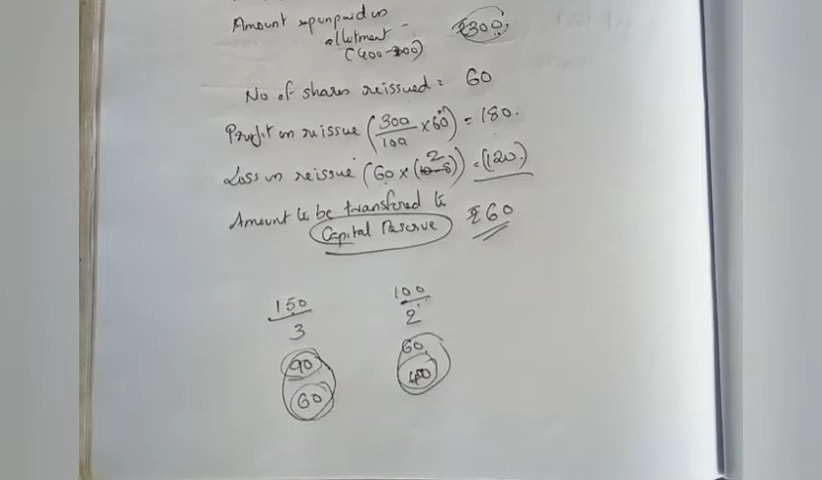 Amount unpaid on
allotment -
(400-300) ₹300
No of shares reissued = 60
Profit on reissue (300/100 × 60) = 180.
Loss on reissue (60 × (2)) = (120)
Amount to be transfered to
Capital Reserve ₹60
150 100
3 2
90 60
60 40